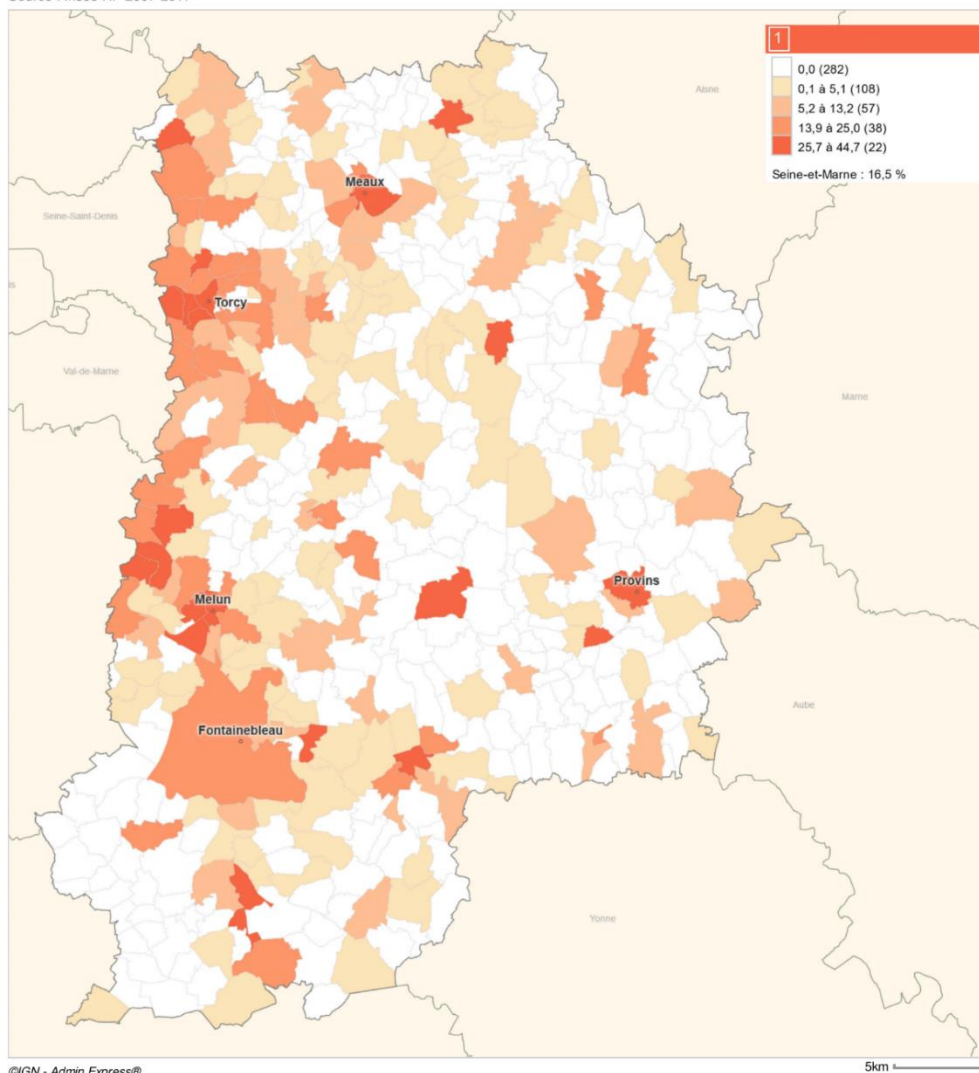 1
0,0 (282)
0,1 à 5,1 (108)
5,2 à 13,2 (57)
13,9 à 25,0 (38)
25,7 à 44,7 (22)
Seine-et-Marne : 16,5 %
Aisne
Meaux
Seine-Saint-Denis
Torcy
Val-de-Marne
Marne
Provins
Melun
Aube
Fontainebleau
Yonne
©IGN - Admin Express®
5km